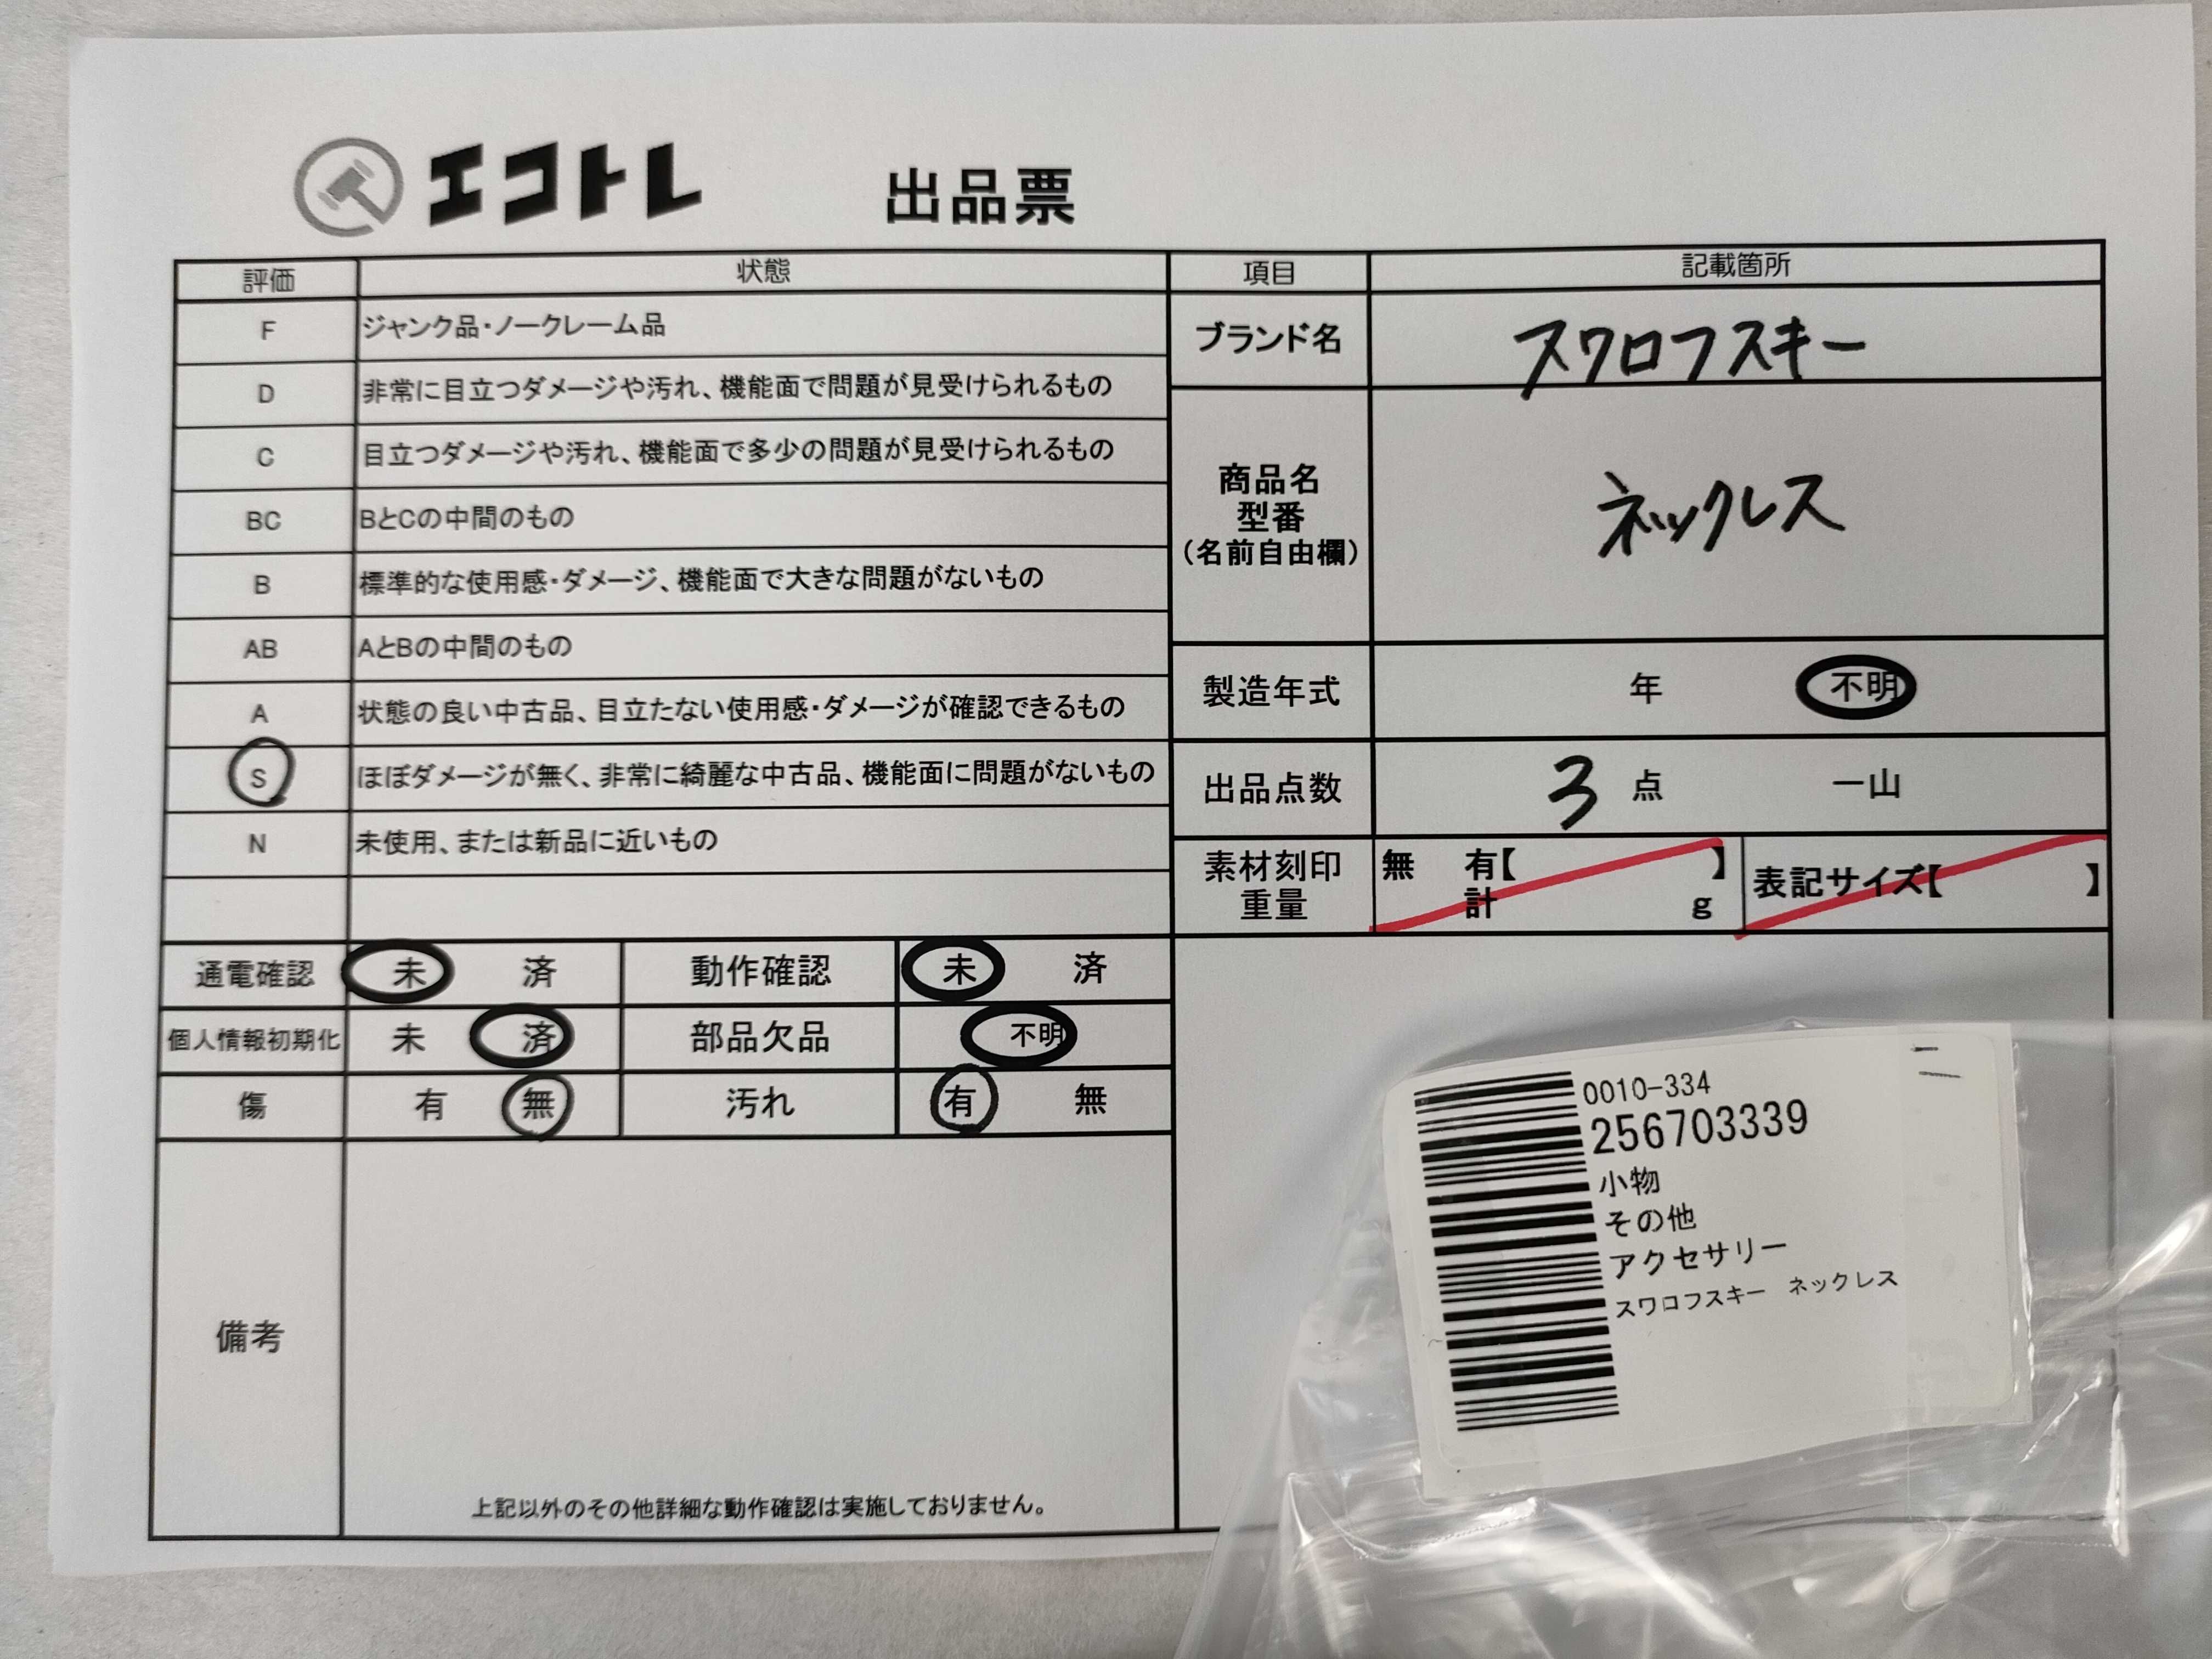 エコトレ 出品票
評価 状態 項目 記載箇所
F ジャンク品・ノークレーム品
D 非常に目立つダメージや汚れ、機能面で問題が見受けられるもの
C 目立つダメージや汚れ、機能面で多少の問題が見受けられるもの
BC BとCの中間のもの
B 標準的な使用感・ダメージ、機能面で大きな問題がないもの
AB AとBの中間のもの
A 状態の良い中古品、目立たない使用感・ダメージが確認できるもの
S ほぼダメージが無く、非常に綺麗な中古品、機能面に問題がないもの
N 未使用、または新品に近いもの
ブランド名 スワロフスキー
商品名
型番
（名前自由欄）
ネックレス
製造年式 年 不明
出品点数 3 点 一山
素材刻印
重量
無 有【 】
計 g
表記サイズ【 】
通電確認 未 済 動作確認 未 済
個人情報初期化 未 済 部品欠品 不明
傷 有 無 汚れ 有 無
備考
上記以外のその他詳細な動作確認は実施しておりません。
0010-334
256703339
小物
その他
アクセサリー
スワロフスキー ネックレス